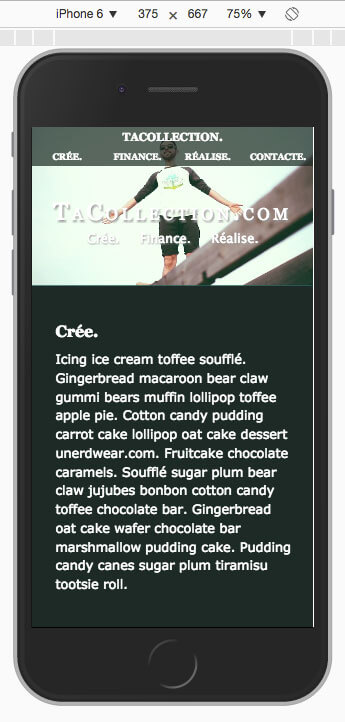 iPhone 6 ▼ 375 × 667 75% ▼
TACOLLECTION.
CRÉE. FINANCE. RÉALISE. CONTACTE.
TACOLLECTION.COM
Crée. Finance. Réalise.
Crée.
Icing ice cream toffee soufflé.
Gingerbread macaroon bear claw
gummi bears muffin lollipop toffee
apple pie. Cotton candy pudding
carrot cake lollipop oat cake dessert
unerdwear.com. Fruitcake chocolate
caramels. Soufflé sugar plum bear
claw jujubes bonbon cotton candy
toffee chocolate bar. Gingerbread
oat cake wafer chocolate bar
marshmallow pudding cake. Pudding
candy canes sugar plum tiramisu
tootsie roll.